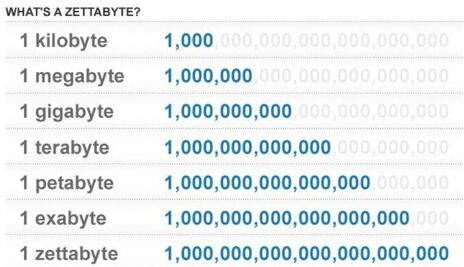 WHAT'S A ZETTABYTE?
1 kilobyte 1,000,000,000,000,000,000,000
1 megabyte 1,000,000,000,000,000,000,000
1 gigabyte 1,000,000,000,000,000,000,000
1 terabyte 1,000,000,000,000,000,000,000
1 petabyte 1,000,000,000,000,000,000,000
1 exabyte 1,000,000,000,000,000,000,000
1 zettabyte 1,000,000,000,000,000,000,000